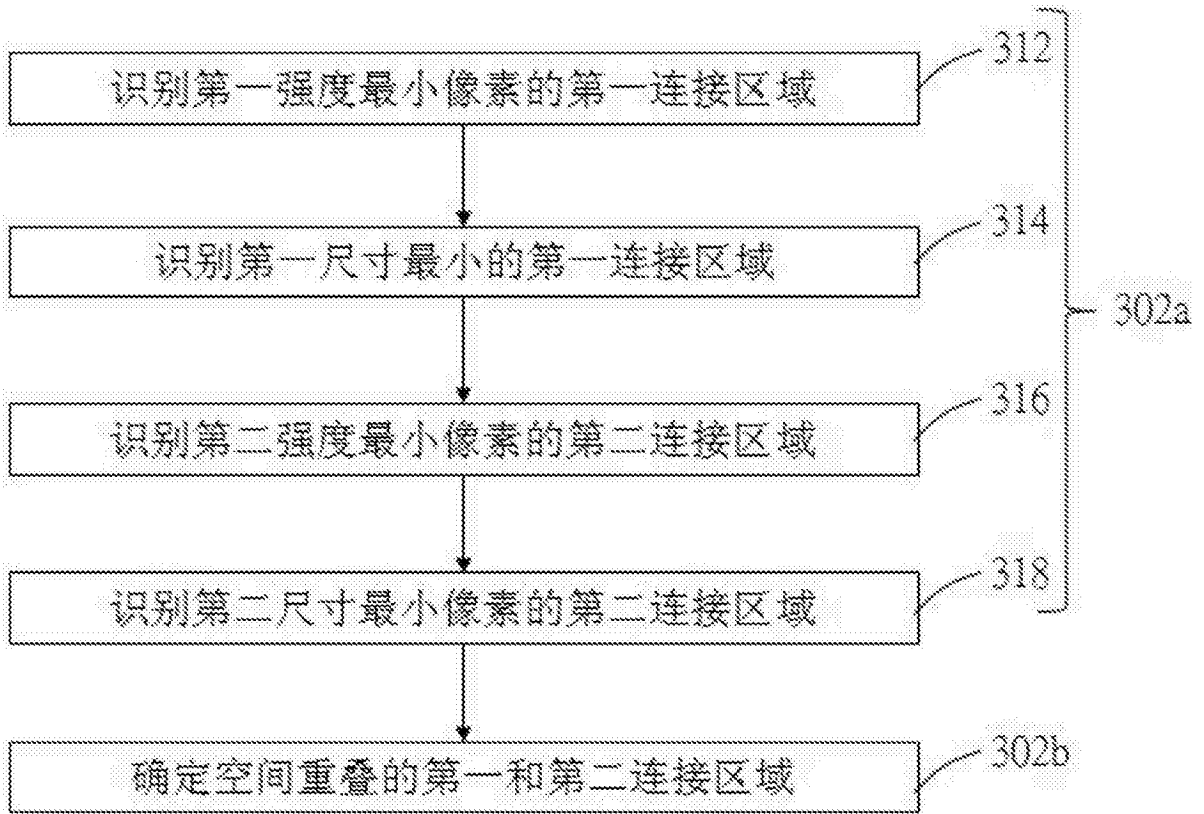 识别第一强度最小像素的第一连接区域
312
识别第一尺寸最小的第一连接区域
314
302a
识别第二强度最小像素的第二连接区域
316
识别第二尺寸最小像素的第二连接区域
318
确定空间重叠的第一和第二连接区域
302b